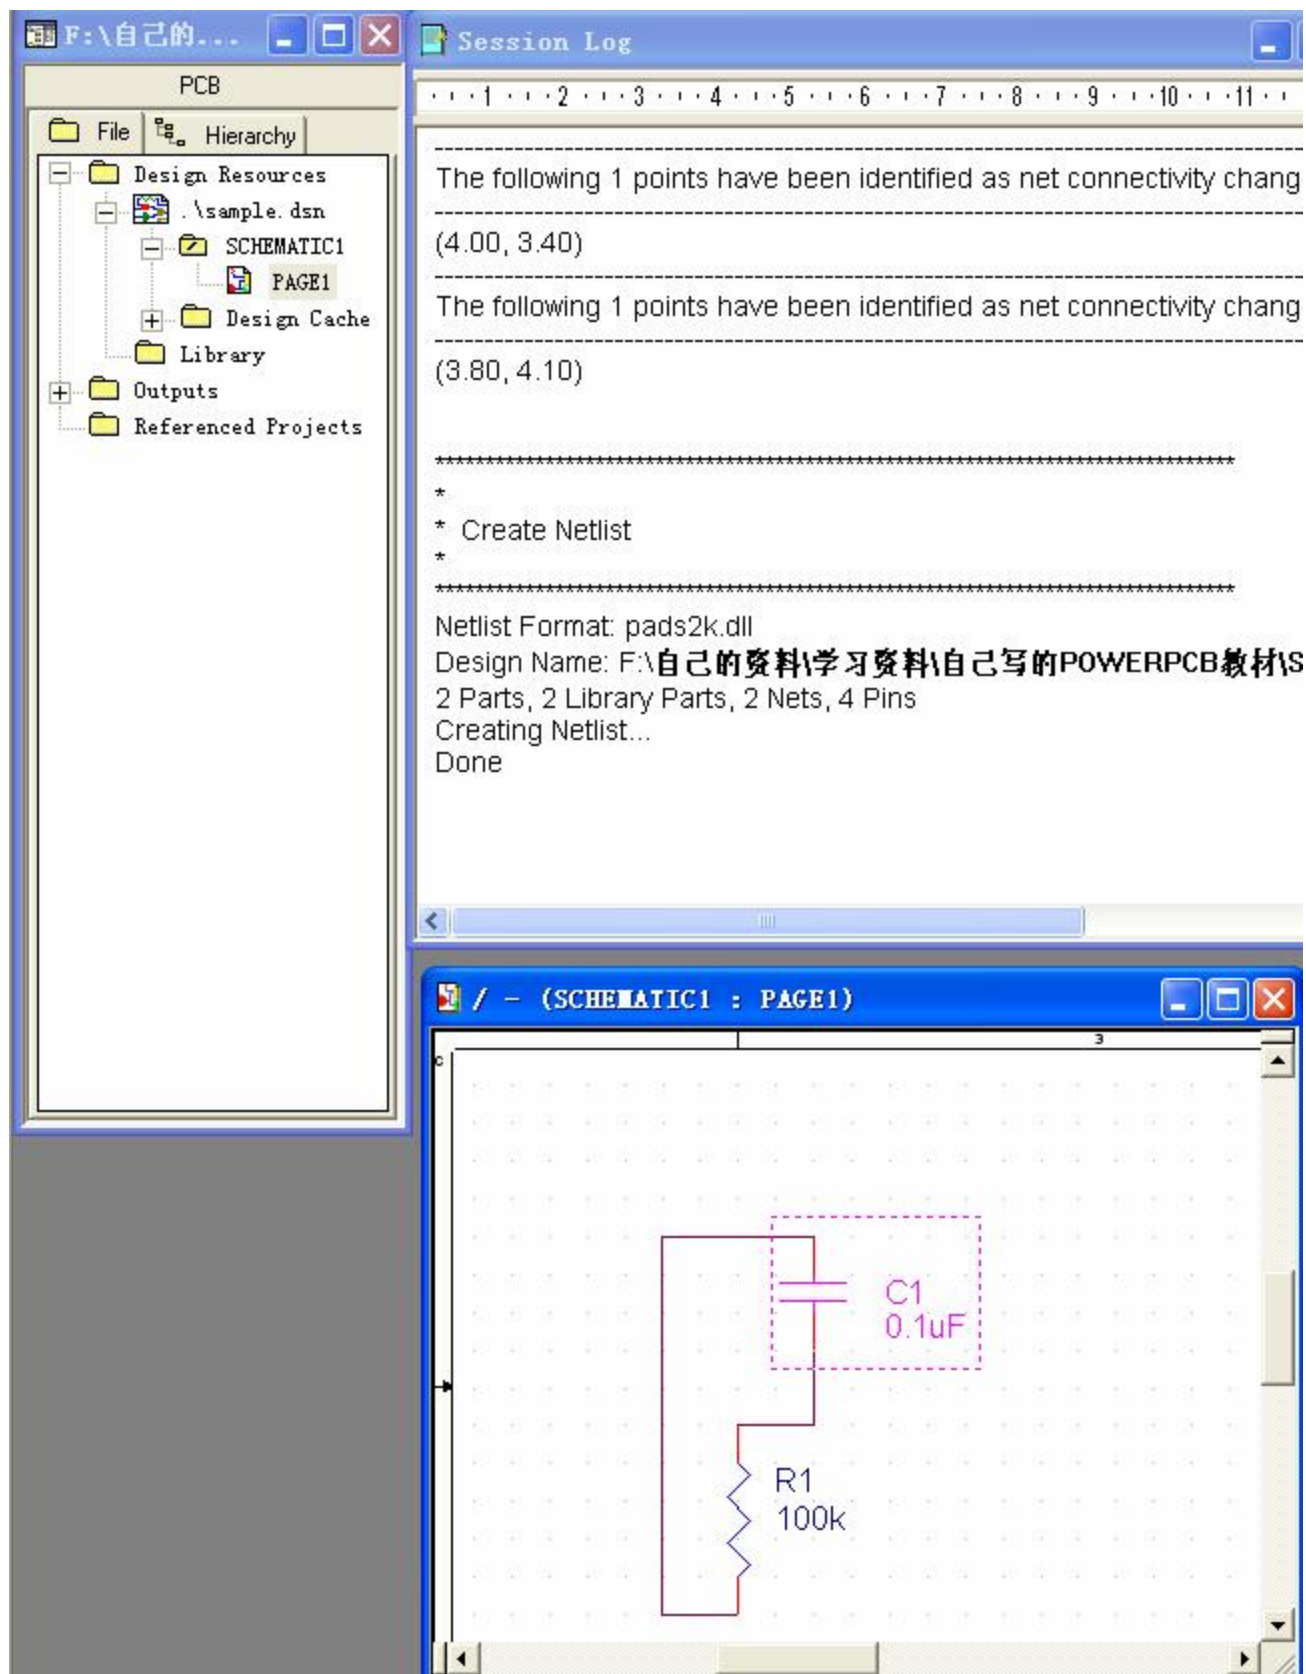 F:\自己的...
PCB
File
Hierarchy
Design Resources
.\sample.dsn
SCHEMATIC1
PAGE1
Design Cache
Library
Outputs
Referenced Projects
Session Log
1 2 3 4 5 6 7 8 9 10 11
--------------------------------------------------------------------------------
The following 1 points have been identified as net connectivity chang
--------------------------------------------------------------------------------
(4.00, 3.40)
--------------------------------------------------------------------------------
The following 1 points have been identified as net connectivity chang
--------------------------------------------------------------------------------
(3.80, 4.10)
********************************************************************************
*
* Create Netlist
*
********************************************************************************
Netlist Format: pads2k.dll
Design Name: F:\自己的资料\学习资料\自己写的POWERPCB教材\S
2 Parts, 2 Library Parts, 2 Nets, 4 Pins
Creating Netlist...
Done
/ - (SCHEMATIC1 : PAGE1)
3
C
C1
0.1uF
R1
100k